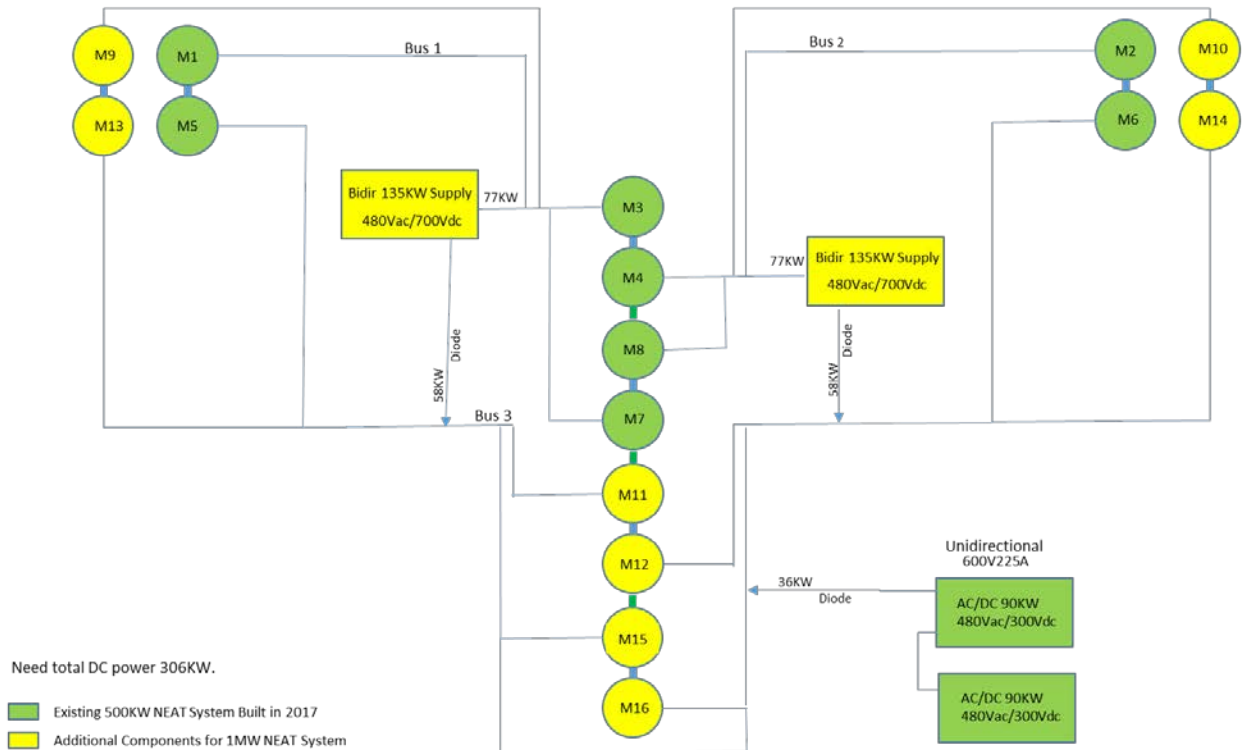 M9
M1
Bus 1
Bus 2
M2
M10
M13
M5
M6
M14
Bidir 135KW Supply
480Vac/700Vdc
77KW
M3
M4
77KW
Bidir 135KW Supply
480Vac/700Vdc
58KW
Diode
M8
58KW
Diode
Bus 3
M7
M11
M12
Unidirectional
600V225A
36KW
Diode
AC/DC 90KW
480Vac/300Vdc
M15
M16
AC/DC 90KW
480Vac/300Vdc
Need total DC power 306KW.
Existing 500KW NEAT System Built in 2017
Additional Components for 1MW NEAT System